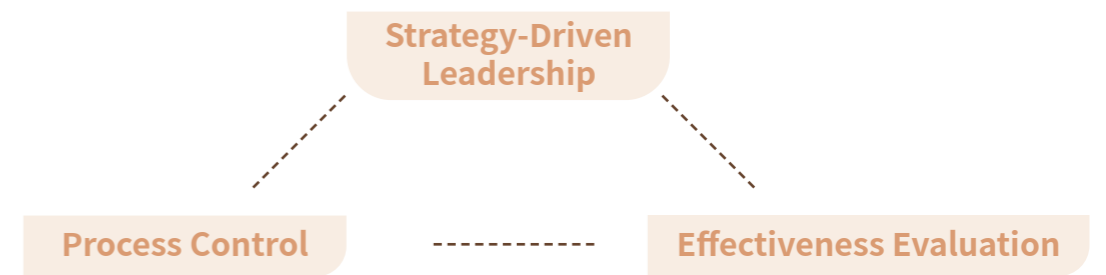 Strategy-Driven
Leadership
Process Control
Effectiveness Evaluation